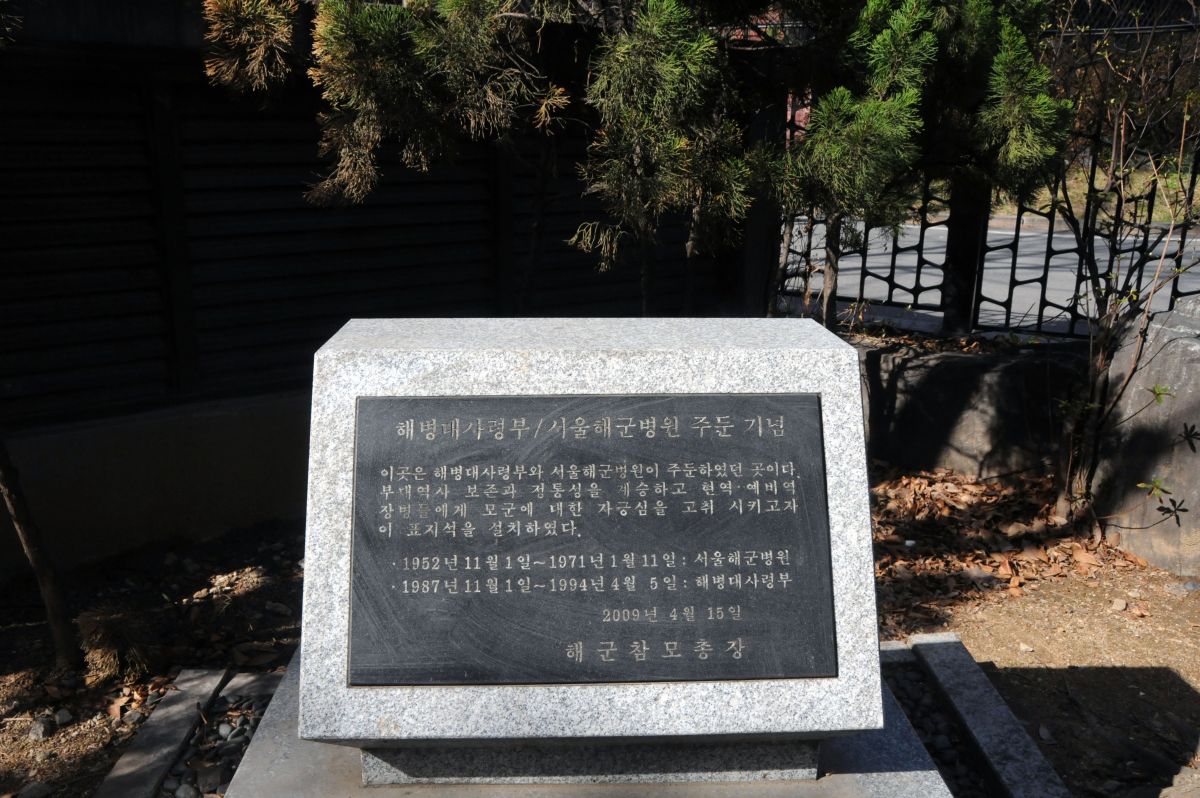 해병대사령부/서울해군병원 주둔 기념
이곳은 해병대사령부와 서울해군병원이 주둔하였던 곳이다.
부대역사 보존과 정통성을 계승하고 현역·예비역
장병들에게 모군에 대한 자긍심을 고취 시키고자
이 표지석을 설치하였다.
·1952년 11월 1일~1971년 1월 11일 : 서울해군병원
·1987년 11월 1일~1994년 4월 5일 : 해병대사령부
2009년 4월 15일
해군참모총장